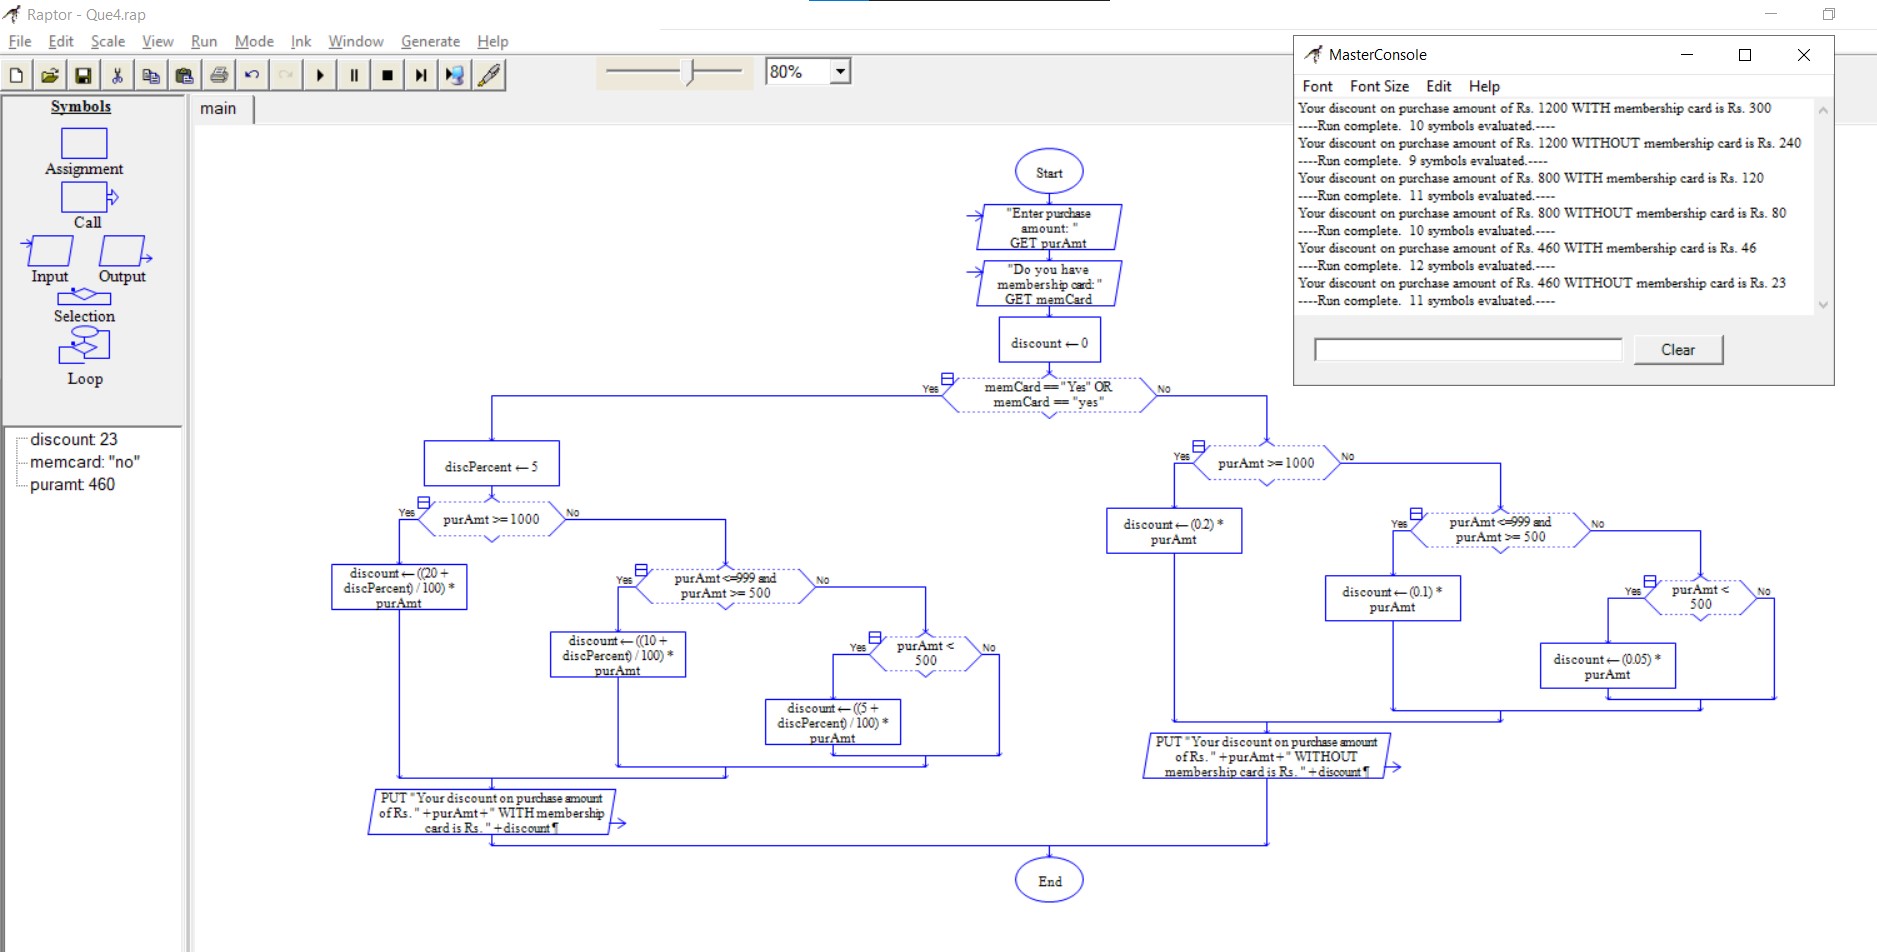 Raptor - Que4.rap
File Edit Scale View Run Mode Ink Window Generate Help
80%
Symbols
Assignment
Call
Input Output
Selection
Loop
discount: 23
memcard: "no"
puramt: 460
main
Start
"Enter purchase
amount: "
GET purAmt
"Do you have
membership card:"
GET memCard
discount ← 0
Yes
memCard == "Yes" OR
memCard == "yes"
No
discPercent ← 5
Yes
purAmt >= 1000
No
discount ← ((20 +
discPercent) / 100) *
purAmt
Yes
purAmt <=999 and
purAmt >= 500
No
discount ← ((10 +
discPercent) / 100) *
purAmt
Yes
purAmt <
500
No
discount ← ((5 +
discPercent) / 100) *
purAmt
PUT "Your discount on purchase amount
of Rs. "+purAmt+" WITH membership
card is Rs. "+discount¶
Yes
purAmt >= 1000
No
discount ← (0.2) *
purAmt
Yes
purAmt <=999 and
purAmt >= 500
No
discount ← (0.1) *
purAmt
Yes
purAmt <
500
No
discount ← (0.05) *
purAmt
PUT "Your discount on purchase amount
of Rs. "+purAmt+" WITHOUT
membership card is Rs. "+discount¶
End
MasterConsole
Font Font Size Edit Help
Your discount on purchase amount of Rs. 1200 WITH membership card is Rs. 300
----Run complete. 10 symbols evaluated.----
Your discount on purchase amount of Rs. 1200 WITHOUT membership card is Rs. 240
----Run complete. 9 symbols evaluated.----
Your discount on purchase amount of Rs. 800 WITH membership card is Rs. 120
----Run complete. 11 symbols evaluated.----
Your discount on purchase amount of Rs. 800 WITHOUT membership card is Rs. 80
----Run complete. 10 symbols evaluated.----
Your discount on purchase amount of Rs. 460 WITH membership card is Rs. 46
----Run complete. 12 symbols evaluated.----
Your discount on purchase amount of Rs. 460 WITHOUT membership card is Rs. 23
----Run complete. 11 symbols evaluated.----
Clear